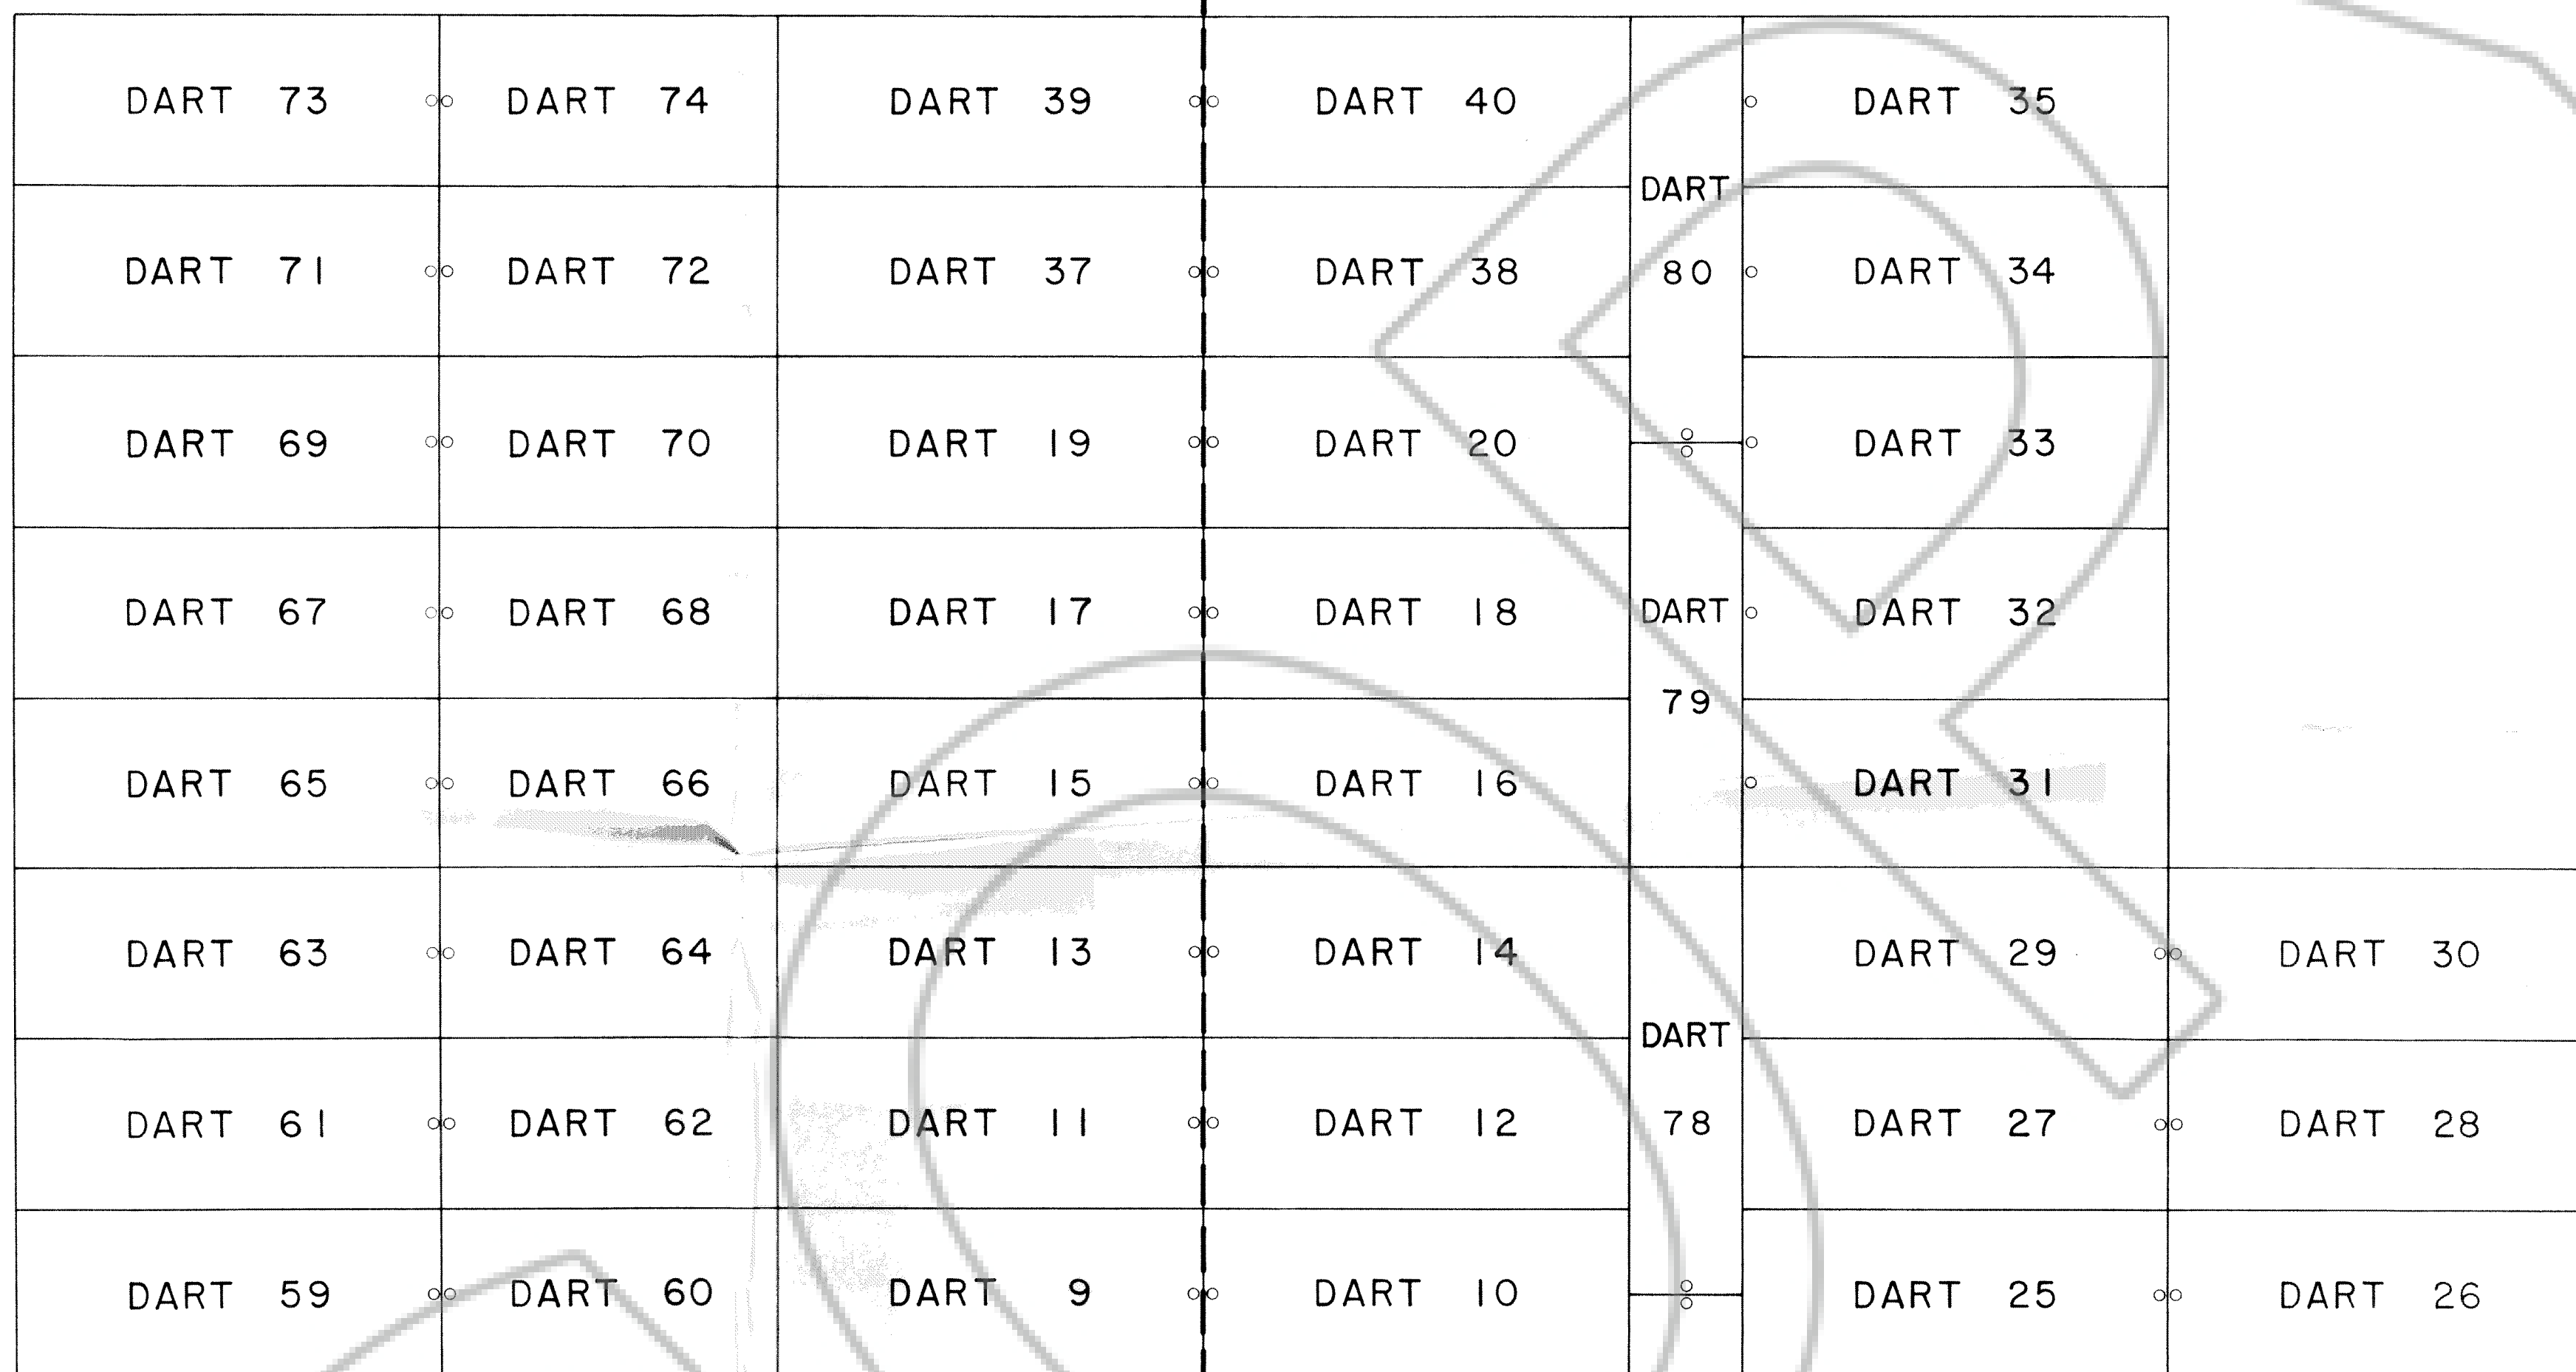 DART 73 DART 74 DART 39 DART 40 DART 35
DART
DART 71 DART 72 DART 37 DART 38 80 DART 34
DART 69 DART 70 DART 19 DART 20 DART 33
DART 67 DART 68 DART 17 DART 18 DART DART 32
79
DART 65 DART 66 DART 15 DART 16 DART 31
DART 63 DART 64 DART 13 DART 14 DART 29 DART 30
DART
DART 61 DART 62 DART 11 DART 12 78 DART 27 DART 28
DART 59 DART 60 DART 9 DART 10 DART 25 DART 26